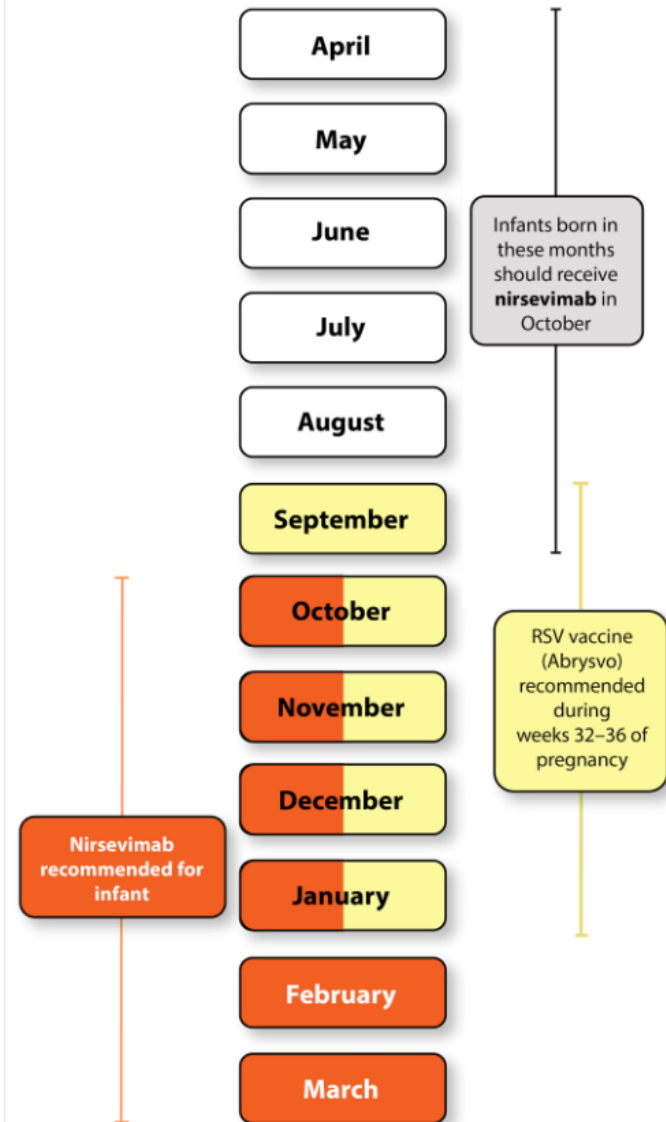 April
May
June
Infants born in
these months
should receive
nirsevimab in
October
July
August
September
October
RSV vaccine
(Abrysvo)
recommended
during
weeks 32–36 of
pregnancy
November
December
Nirsevimab
recommended for
infant
January
February
March